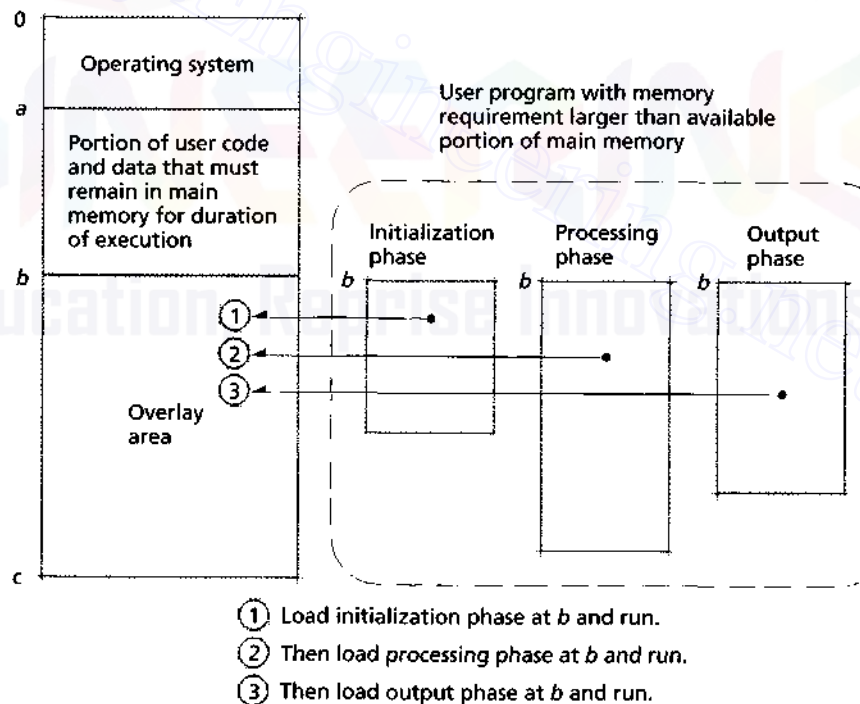 0
Operating system
a
Portion of user code
and data that must
remain in main
memory for duration
of execution
b
Overlay
area
c
User program with memory
requirement larger than available
portion of main memory
Initialization
phase
Processing
phase
Output
phase
b
b
b
1
2
3
1 Load initialization phase at b and run.
2 Then load processing phase at b and run.
3 Then load output phase at b and run.
ucation Reprise Innovations